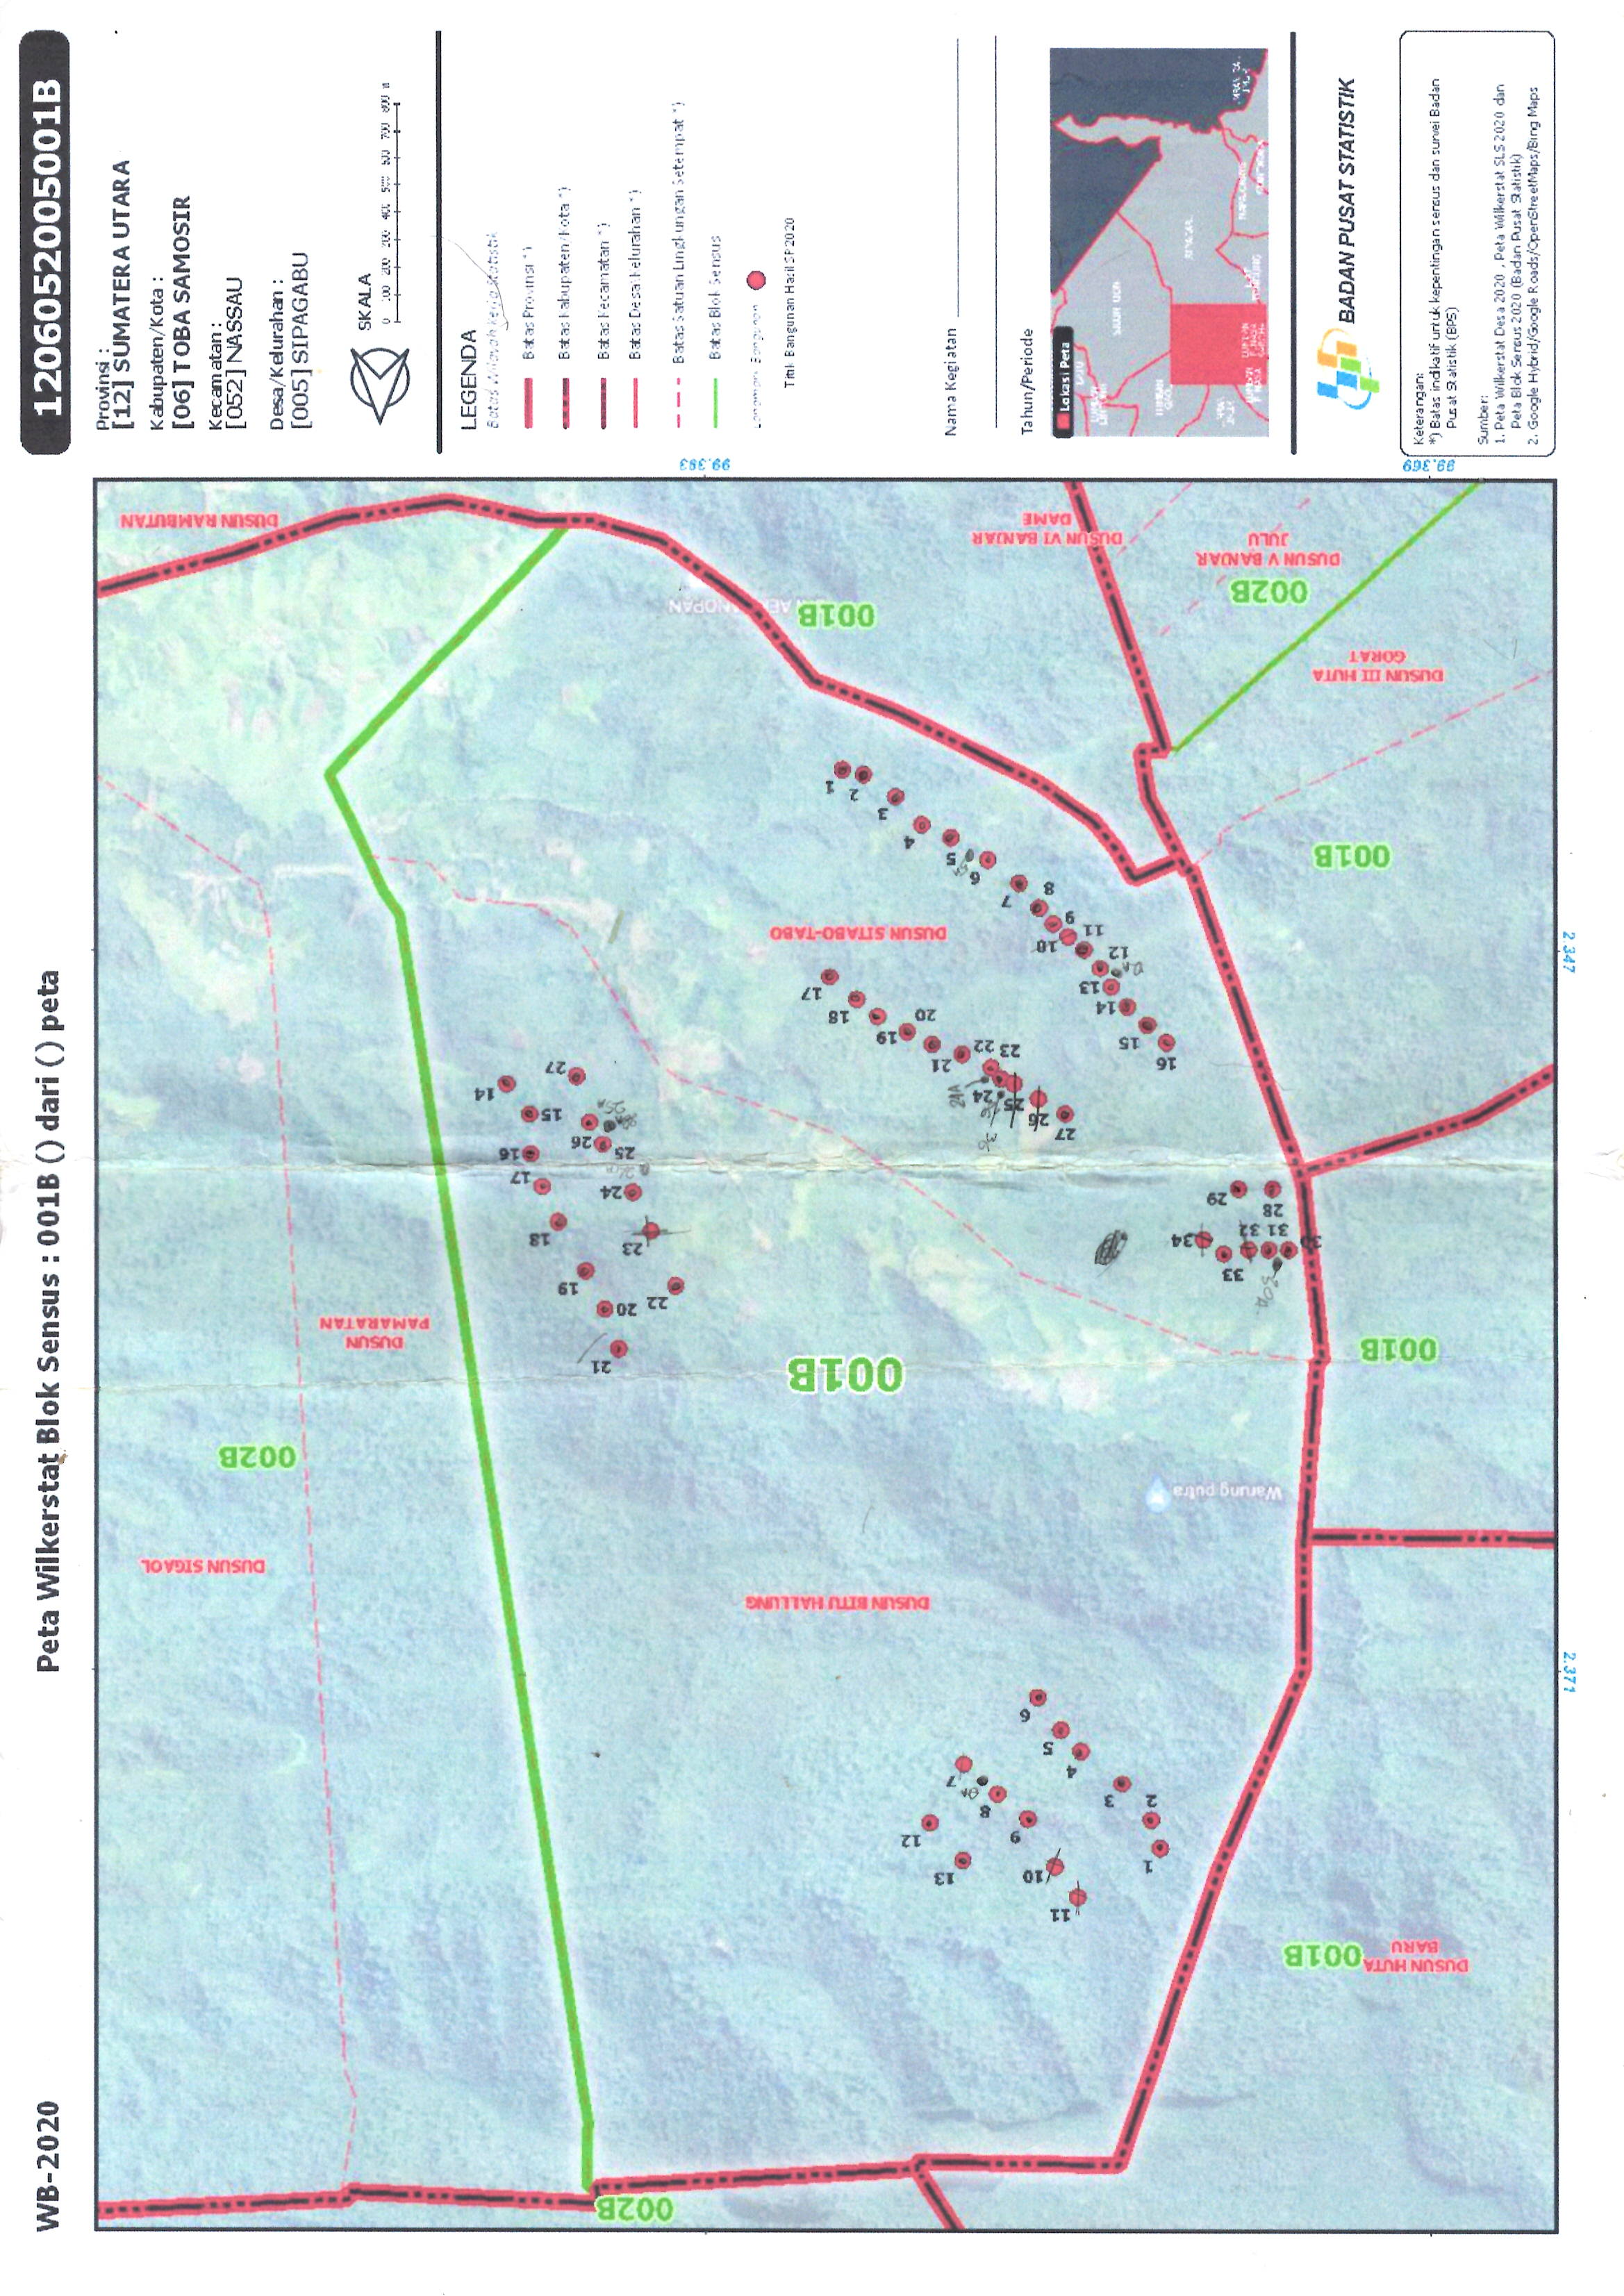 WB-2020
Peta Wilkerstat Blok Sensus : 001B () dari () peta
1206052005001B
Provinsi :
[12] SUMATERA UTARA
Kabupaten/Kota :
[06] TOBA SAMOSIR
Kecamatan :
[052] NASSAU
Desa/Kelurahan :
[005] SIPAGABU
SKALA
0 100 200 300 400 500 600 700 800 m
LEGENDA
Batas Wilayah Kerja Statistik
Batas Provinsi *)
Batas Kabupaten/Kota *)
Batas Kecamatan *)
Batas Desa/Kelurahan *)
Batas Satuan Lingkungan Setempat *)
Batas Blok Sensus
Titik Bangunan Hasil SP2020
Nama Kegiatan
Tahun/Periode
Lokasi Peta
BADAN PUSAT STATISTIK
Keterangan:
*) Batas indikatif untuk kepentingan sensus dan survei Badan
Pusat Statistik (BPS)
Sumber:
1. Peta Wilkerstat Desa 2020 , Peta Wilkerstat SLS 2020 dan
Peta Blok Sensus 2020 (Badan Pusat Statistik)
2. Google Hybrid/Google Roads/OpenStreetMaps/Bing Maps
002B
DUSUN HUTA
BARU
001B
11
10
13
1
9
12
2
3
8
7
4
5
6
2.371
DUSUN BITU HALLUNG
DUSUN SIGAOL
Warung putra
002B
001B
001B
21
DUSUN
PAMARATAN
22
20
19
33
30
31
32
34
23
18
28
29
24
17
16
25
26
15
14
27
27
26
25
24
23
22
21
20
19
18
17
16
15
14
13
12
11
10
9
8
7
6
5
4
3
2
1
24A
25A
2.347
DUSUN SITABO-TABO
001B
DUSUN III HUTA
GORAT
001B
002B
DUSUN V BANJAR
JULU
DUSUN VI BANJAR
DAME
DUSUN RAMBUTAN
99.369
99.383